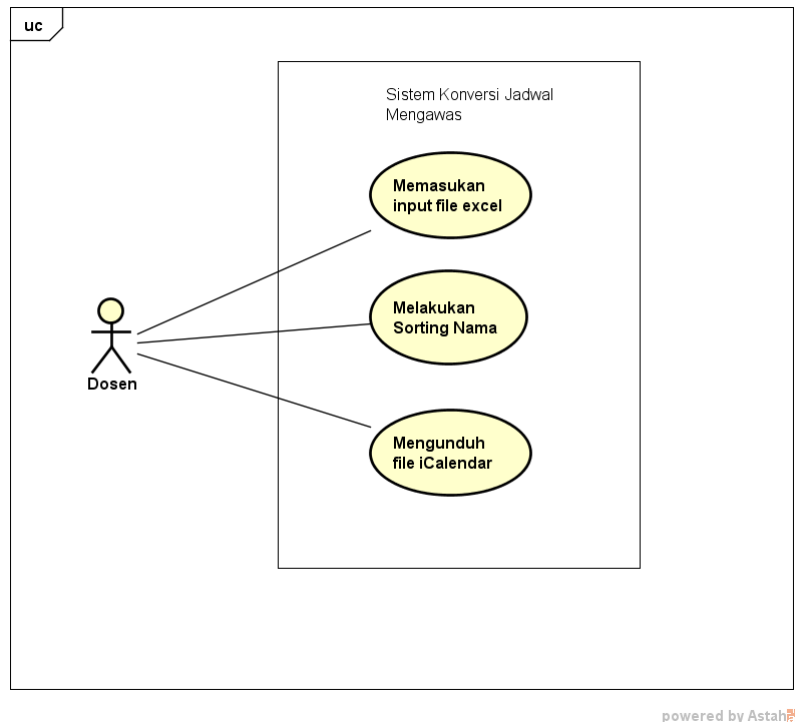 uc
Sistem Konversi Jadwal
Mengawas
Memasukan
input file excel
Melakukan
Sorting Nama
Dosen
Mengunduh
file iCalendar
powered by Astah